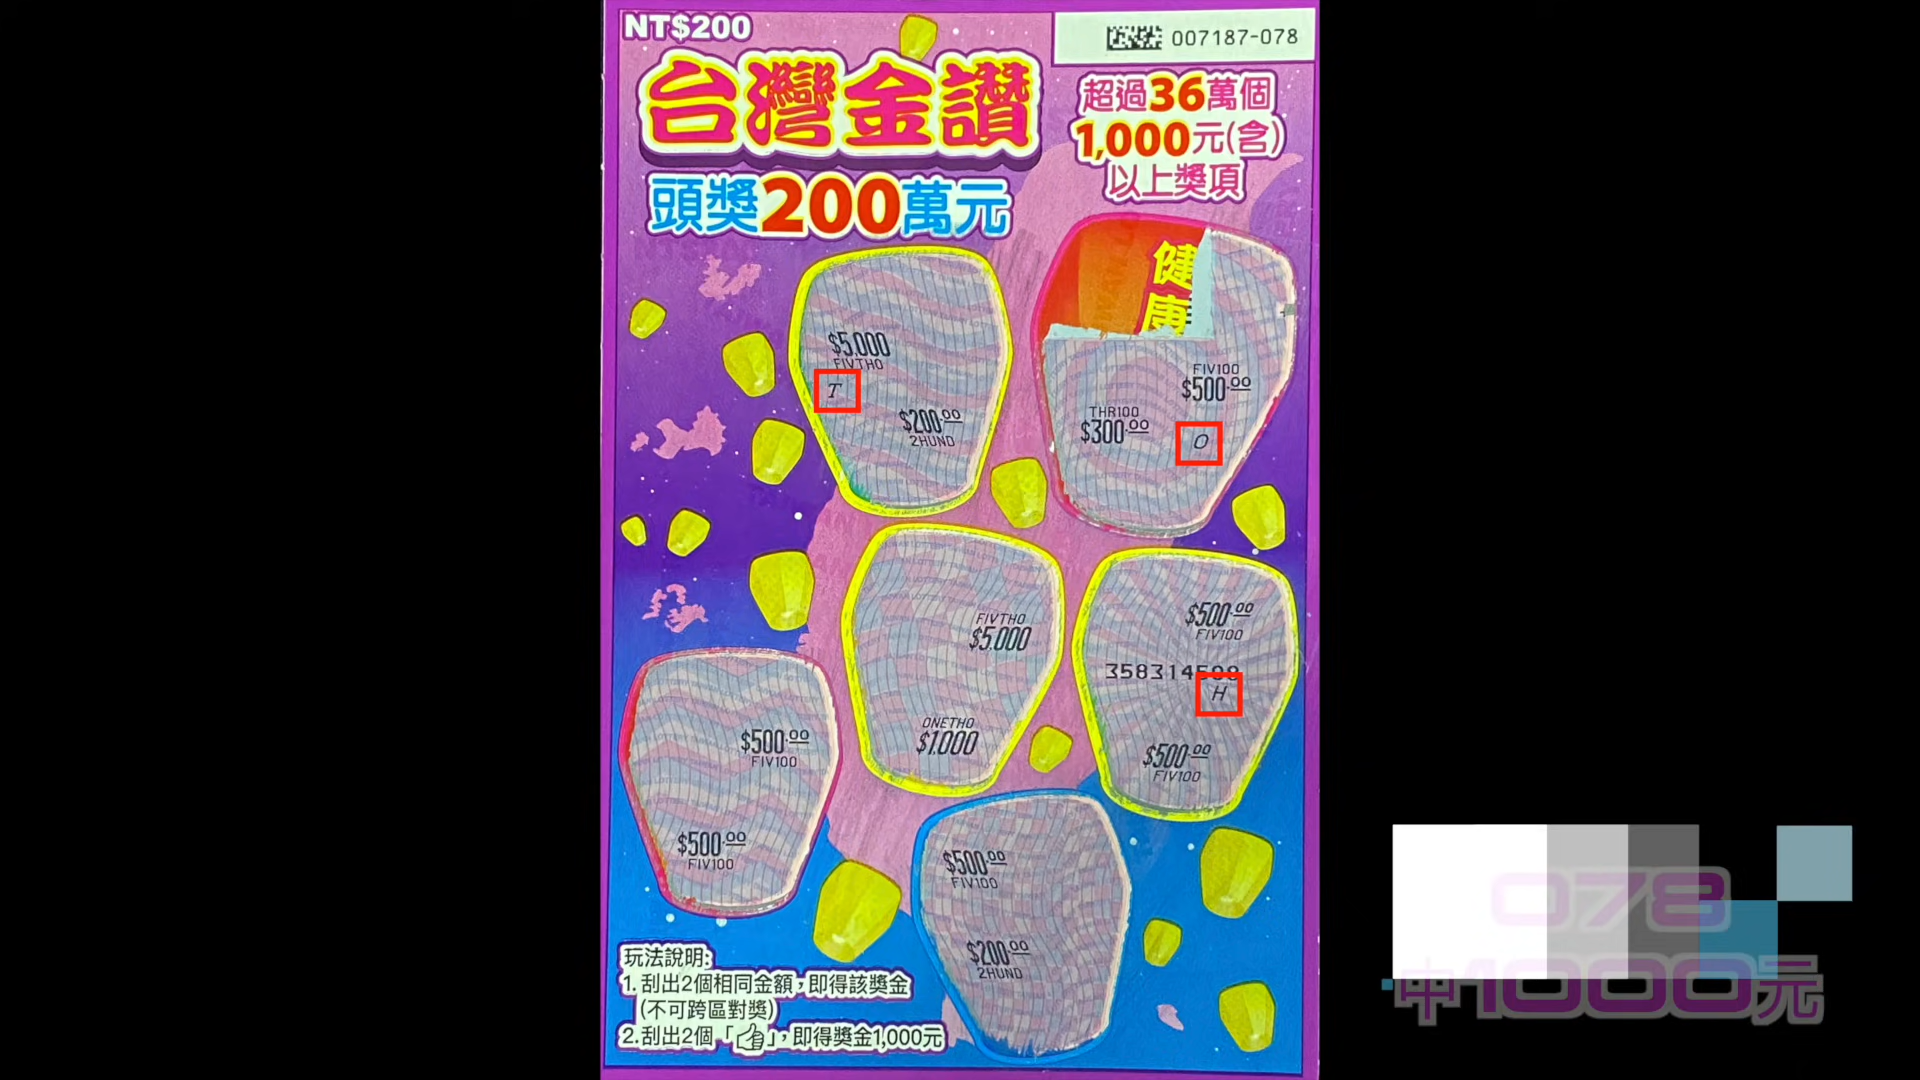 NT$200
007187-078
台灣金讚
超過36萬個
1,000元(含)
以上獎項
頭獎200萬元
健
康
$5,000
FIVTHO
T
$200.00
2HUND
FIV100
$500.00
THR100
$300.00
O
FIVTHO
$5,000
ONETHO
$1,000
$500.00
FIV100
358314598
H
$500.00
FIV100
$500.00
FIV100
$500.00
FIV100
$500.00
FIV100
$200.00
2HUND
玩法說明:
1. 刮出2個相同金額,即得該獎金
(不可跨區對獎)
2.刮出2個「」,即得獎金1,000元
078
中1000元